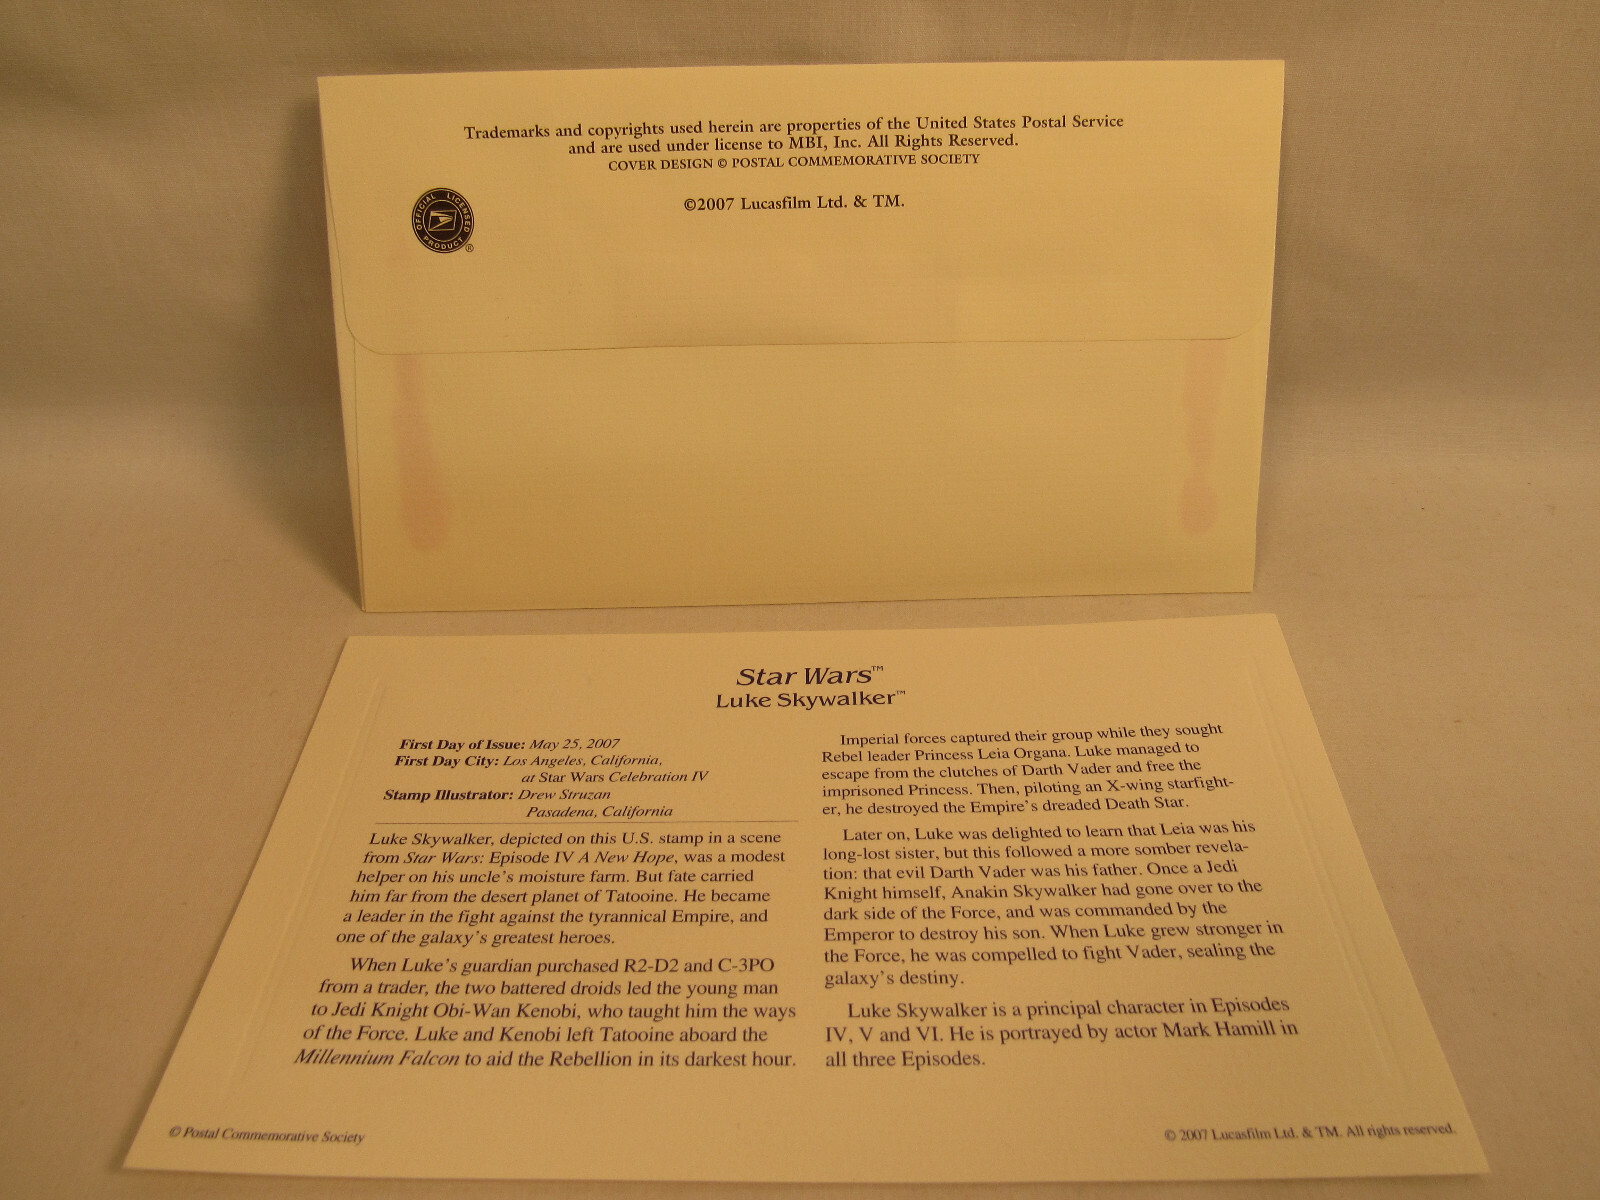 Trademarks and copyrights used herein are properties of the United States Postal Service
and are used under license to MBI, Inc. All Rights Reserved.
COVER DESIGN © POSTAL COMMEMORATIVE SOCIETY
©2007 Lucasfilm Ltd. & TM.
OFFICIAL LICENSED
PRODUCT ®
Star Wars™
Luke Skywalker™
First Day of Issue: May 25, 2007
First Day City: Los Angeles, California,
at Star Wars Celebration IV
Stamp Illustrator: Drew Struzan
Pasadena, California
Luke Skywalker, depicted on this U.S. stamp in a scene
from Star Wars: Episode IV A New Hope, was a modest
helper on his uncle's moisture farm. But fate carried
him far from the desert planet of Tatooine. He became
a leader in the fight against the tyrannical Empire, and
one of the galaxy's greatest heroes.
When Luke's guardian purchased R2-D2 and C-3PO
from a trader, the two battered droids led the young man
to Jedi Knight Obi-Wan Kenobi, who taught him the ways
of the Force. Luke and Kenobi left Tatooine aboard the
Millennium Falcon to aid the Rebellion in its darkest hour.
Imperial forces captured their group while they sought
Rebel leader Princess Leia Organa. Luke managed to
escape from the clutches of Darth Vader and free the
imprisoned Princess. Then, piloting an X-wing starfight-
er, he destroyed the Empire's dreaded Death Star.
Later on, Luke was delighted to learn that Leia was his
long-lost sister, but this followed a more somber revela-
tion: that evil Darth Vader was his father. Once a Jedi
Knight himself, Anakin Skywalker had gone over to the
dark side of the Force, and was commanded by the
Emperor to destroy his son. When Luke grew stronger in
the Force, he was compelled to fight Vader, sealing the
galaxy's destiny.
Luke Skywalker is a principal character in Episodes
IV, V and VI. He is portrayed by actor Mark Hamill in
all three Episodes.
© Postal Commemorative Society
© 2007 Lucasfilm Ltd. & TM. All rights reserved.